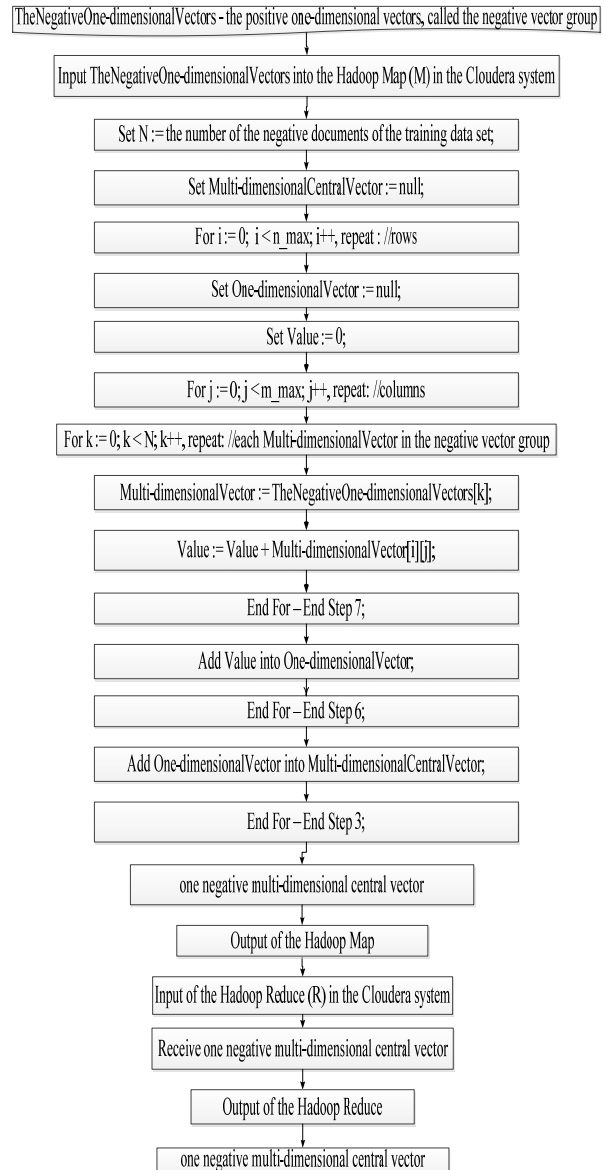 TheNegativeOne-dimensionalVectors - the positive one-dimensional vectors, called the negative vector group
Input TheNegativeOne-dimensionalVectors into the Hadoop Map (M) in the Cloudera system
Set N := the number of the negative documents of the training data set;
Set Multi-dimensionalCentralVector := null;
For i := 0; i < n_max; i++, repeat : //rows
Set One-dimensionalVector := null;
Set Value := 0;
For j := 0; j < m_max; j++, repeat: //columns
For k := 0; k < N; k++, repeat: //each Multi-dimensionalVector in the negative vector group
Multi-dimensionalVector := TheNegativeOne-dimensionalVectors[k];
Value := Value + Multi-dimensionalVector[i][j];
End For – End Step 7;
Add Value into One-dimensionalVector;
End For – End Step 6;
Add One-dimensionalVector into Multi-dimensionalCentralVector;
End For – End Step 3;
one negative multi-dimensional central vector
Output of the Hadoop Map
Input of the Hadoop Reduce (R) in the Cloudera system
Receive one negative multi-dimensional central vector
Output of the Hadoop Reduce
one negative multi-dimensional central vector